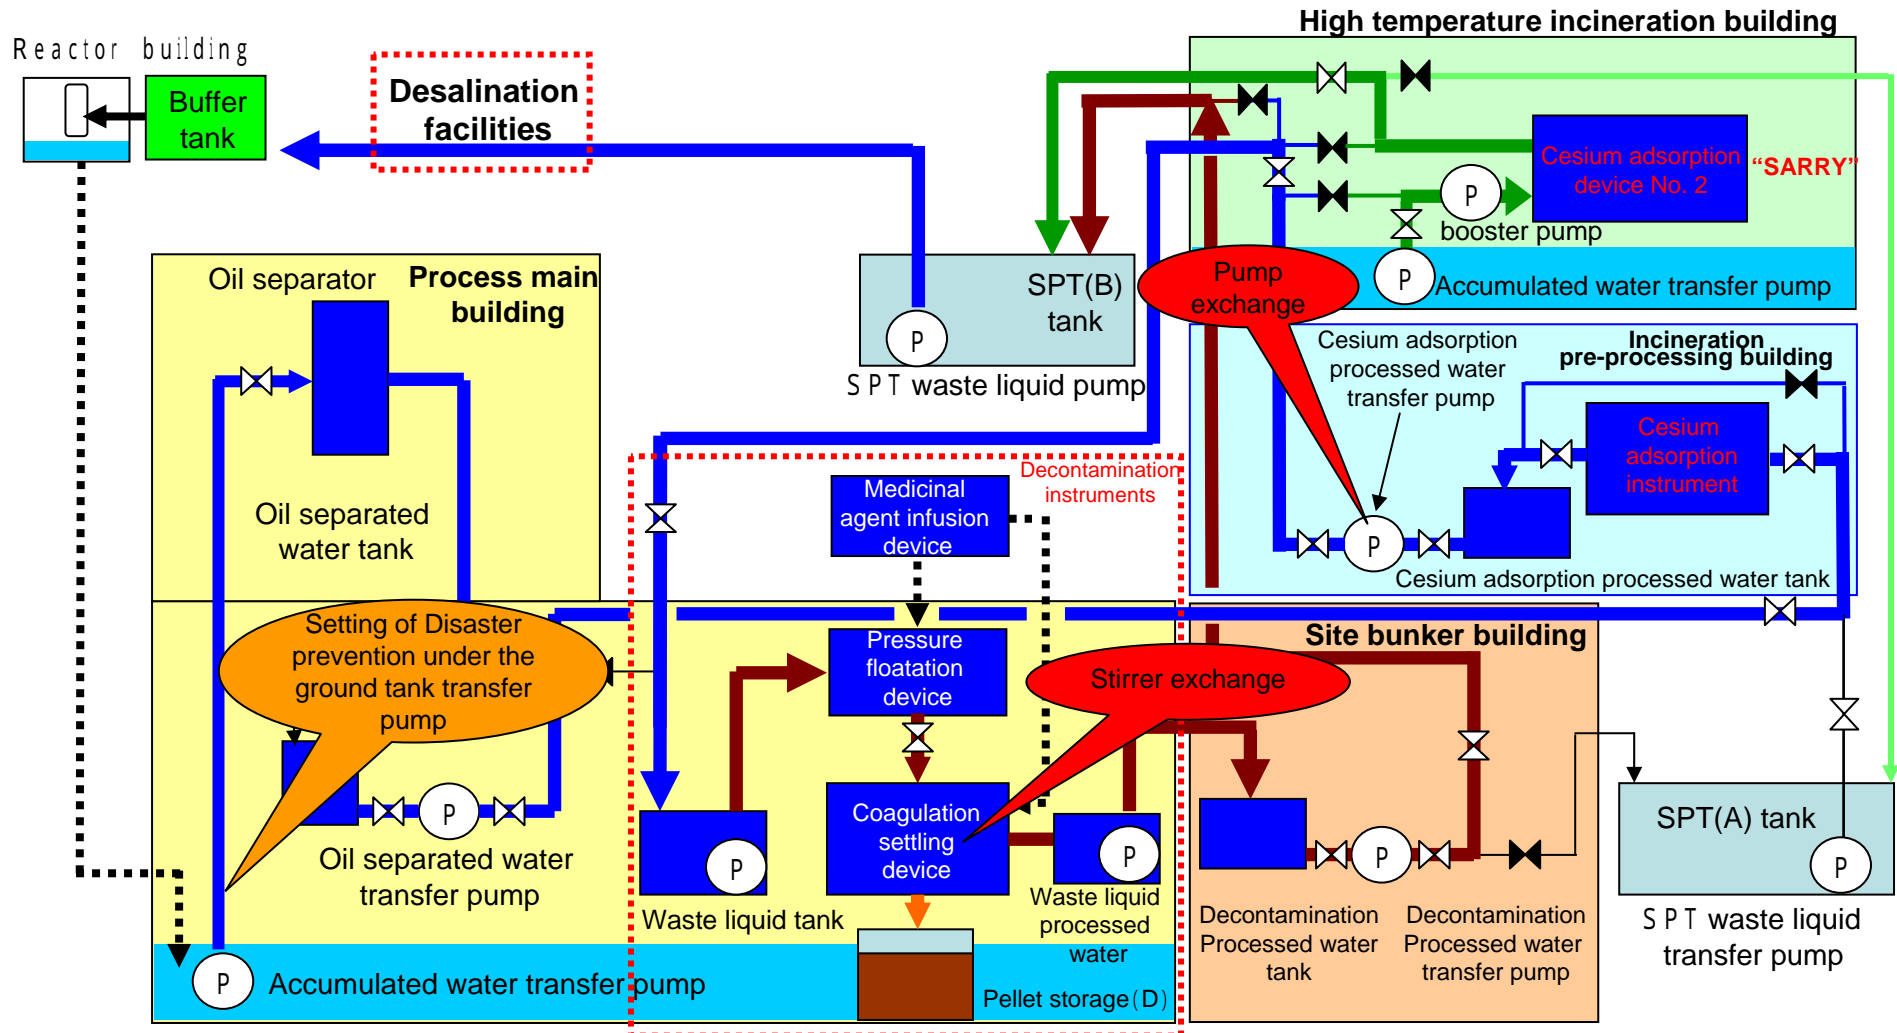 High temperature incineration building
Reactor building
Buffer
tank
Desalination
facilities
Cesium adsorption
device No. 2
“SARRY”
P
booster pump
P
Accumulated water transfer pump
SPT(B)
tank
P
SPT waste liquid pump
Pump
exchange
Oil separator
Process main
building
Oil separated
water tank
Incineration
pre-processing building
Cesium adsorption
processed water
transfer pump
Cesium
adsorption
instrument
P
Cesium adsorption processed water tank
Decontamination
instruments
Medicinal
agent infusion
device
Pressure
floatation
device
Setting of Disaster
prevention under the
ground tank transfer
pump
Stirrer exchange
Site bunker building
P
Oil separated water
transfer pump
P
Waste liquid tank
Coagulation
settling
device
P
Waste liquid
processed
water
P
Decontamination
Processed water
tank
Decontamination
Processed water
transfer pump
SPT(A) tank
P
SPT waste liquid
transfer pump
P
Accumulated water transfer pump
Pellet storage(D)